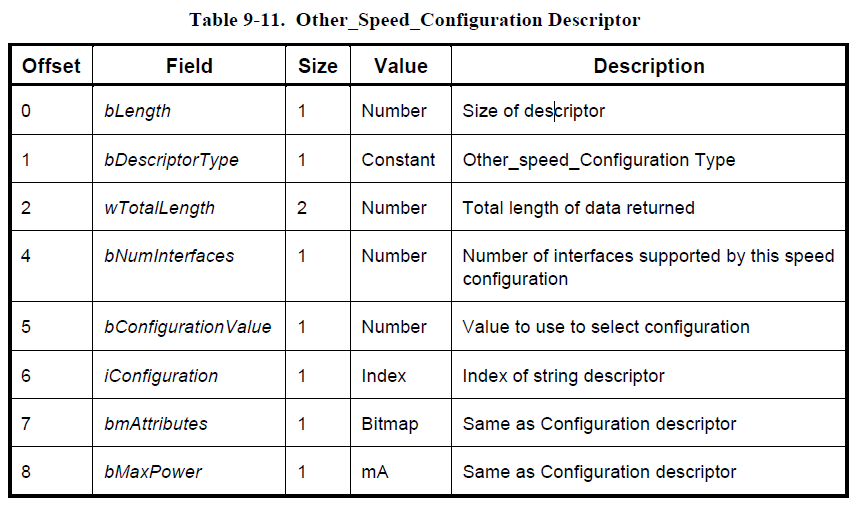 Table 9-11. Other_Speed_Configuration Descriptor
Offset Field Size Value Description
0 bLength 1 Number Size of descriptor
1 bDescriptorType 1 Constant Other_speed_Configuration Type
2 wTotalLength 2 Number Total length of data returned
4 bNumInterfaces 1 Number Number of interfaces supported by this speed
configuration
5 bConfigurationValue 1 Number Value to use to select configuration
6 iConfiguration 1 Index Index of string descriptor
7 bmAttributes 1 Bitmap Same as Configuration descriptor
8 bMaxPower 1 mA Same as Configuration descriptor